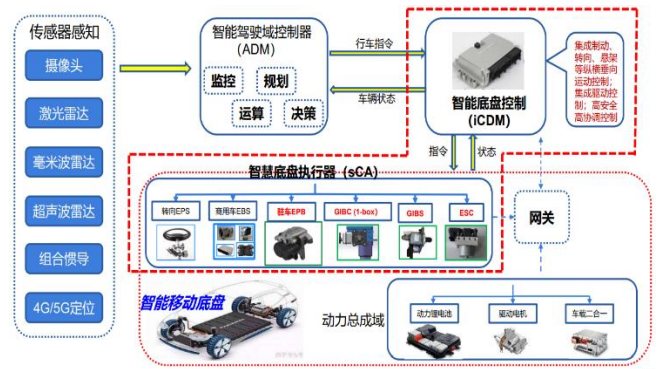 传感器感知
摄像头
激光雷达
毫米波雷达
超声波雷达
组合惯导
4G/5G定位
智能驾驶域控制器
（ADM）
监控
规划
运算
决策
行车指令
车辆状态
智能底盘控制
（iCDM）
集成制动、
转向、悬架
等纵横垂向
运动控制；
集成驱动控
制；高安全
高协调控制
指令
状态
智慧底盘执行器（sCA）
转向EPS
商用车EBS
驻车EPB
GIBC (1-box)
GIBS
ESC
网关
智能移动底盘
动力总成域
动力锂电池
驱动电机
车载二合一